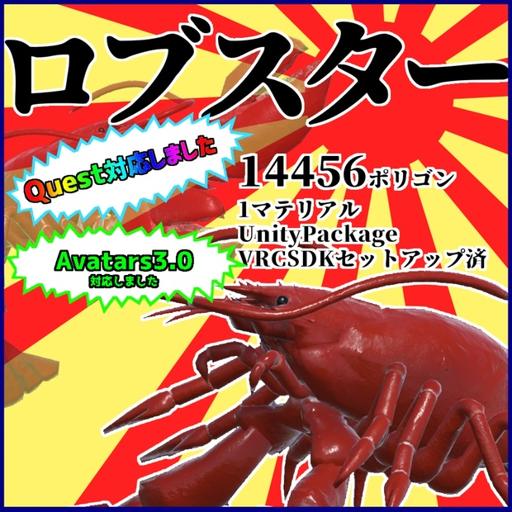 ロブスター
Quest対応しました
14456ポリゴン
1マテリアル
UnityPackage
VRCSDKセットアップ済
Avatars3.0
対応しました